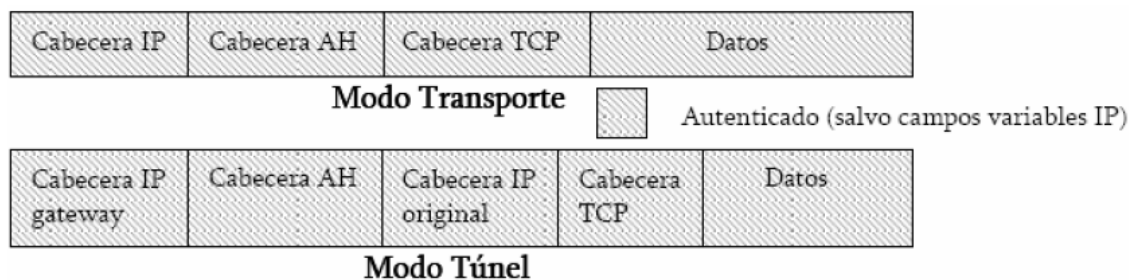 Cabecera IP Cabecera AH Cabecera TCP Datos
Modo Transporte
Autenticado (salvo campos variables IP)
Cabecera IP gateway Cabecera AH Cabecera IP original Cabecera TCP Datos
Modo Túnel